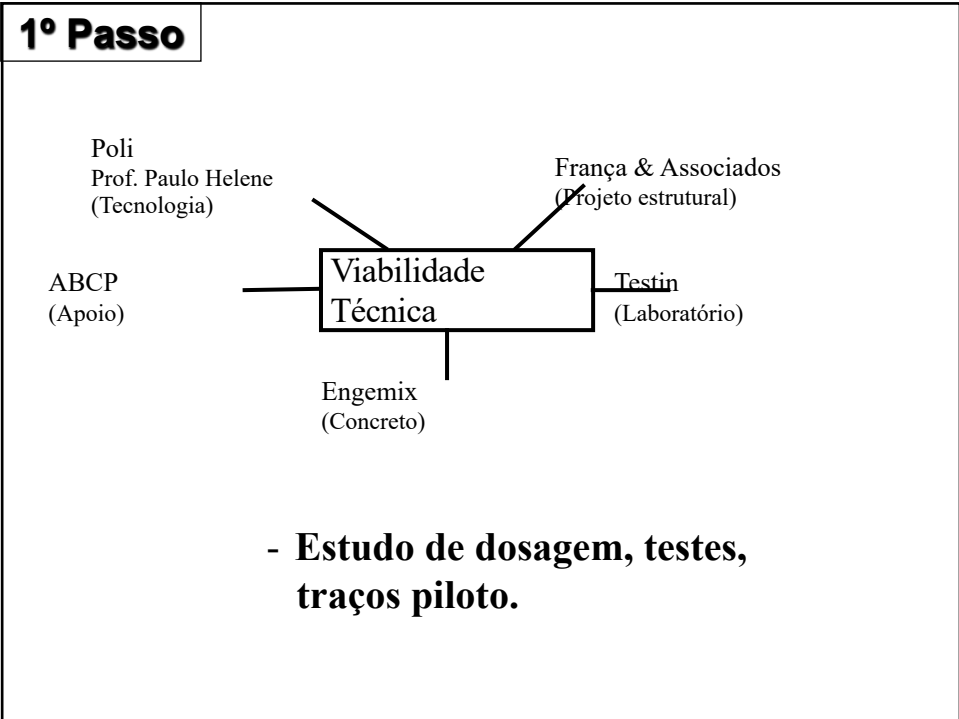 1º Passo
Poli
Prof. Paulo Helene
(Tecnologia)
França & Associados
(Projeto estrutural)
ABCP
(Apoio)
Viabilidade
Técnica
Testin
(Laboratório)
Engemix
(Concreto)
- Estudo de dosagem, testes,
traços piloto.